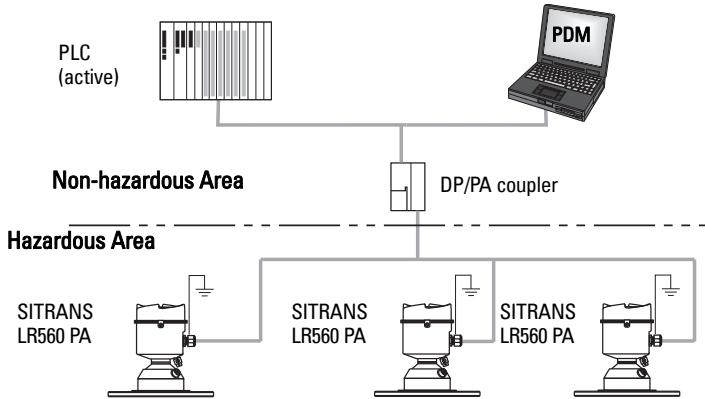 PLC
(active)
PDM
Non-hazardous Area
DP/PA coupler
Hazardous Area
SITRANS
LR560 PA
SITRANS
LR560 PA
SITRANS
LR560 PA